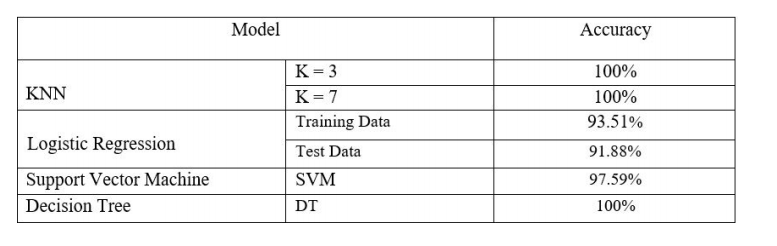 Model Accuracy
KNN K = 3 100%
K = 7 100%
Logistic Regression Training Data 93.51%
Test Data 91.88%
Support Vector Machine SVM 97.59%
Decision Tree DT 100%